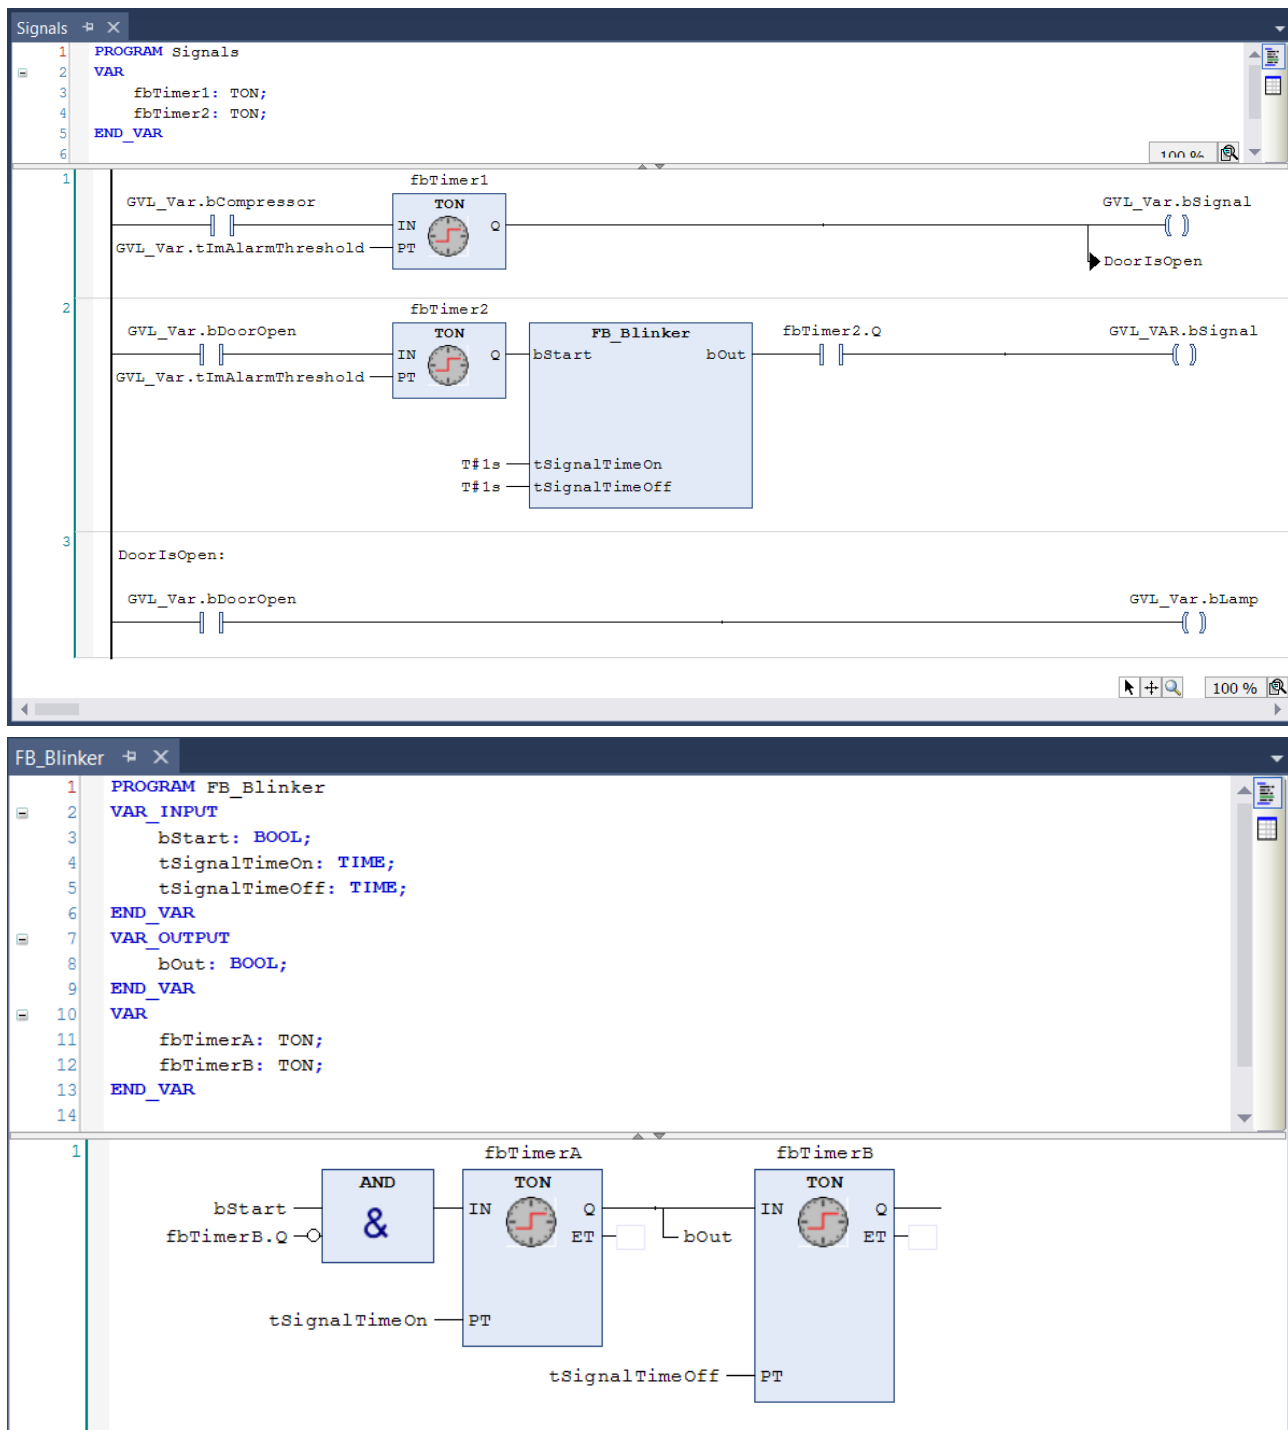 Signals
1 PROGRAM Signals
2 VAR
3 fbTimer1: TON;
4 fbTimer2: TON;
5 END_VAR
6
100 %
1
fbTimer1
GVL_Var.bCompressor TON GVL_Var.bSignal
IN Q
GVL_Var.tImAlarmThreshold PT
DoorIsOpen
2
fbTimer2
GVL_Var.bDoorOpen TON FB_Blinker fbTimer2.Q GVL_VAR.bSignal
IN Q bStart bOut
GVL_Var.tImAlarmThreshold PT
T#1s tSignalTimeOn
T#1s tSignalTimeOff
3
DoorIsOpen:
GVL_Var.bDoorOpen GVL_Var.bLamp
100 %
FB_Blinker
1 PROGRAM FB_Blinker
2 VAR_INPUT
3 bStart: BOOL;
4 tSignalTimeOn: TIME;
5 tSignalTimeOff: TIME;
6 END_VAR
7 VAR_OUTPUT
8 bOut: BOOL;
9 END_VAR
10 VAR
11 fbTimerA: TON;
12 fbTimerB: TON;
13 END_VAR
14
1 fbTimerA fbTimerB
AND TON TON
bStart & IN Q IN Q
fbTimerB.Q ET bOut ET
tSignalTimeOn PT
tSignalTimeOff PT